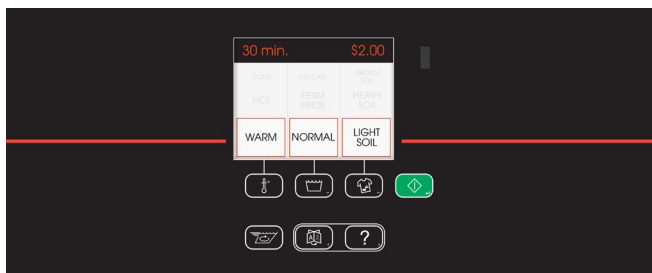 30 min. $2.00
COLD DELICATE MEDIUM SOIL
HOT PERM PRESS HEAVY SOIL
WARM NORMAL LIGHT SOIL
?